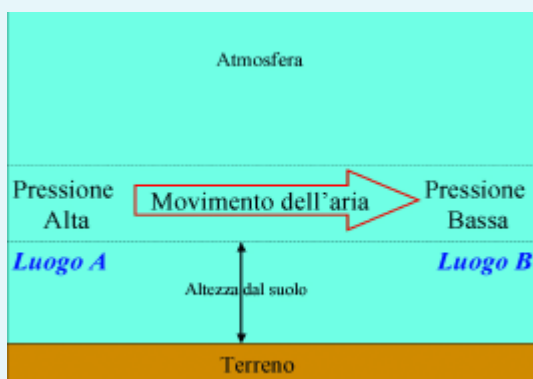 Atmosfera
Pressione
Alta
Movimento dell'aria
Pressione
Bassa
Luogo A
Luogo B
Altezza dal suolo
Terreno